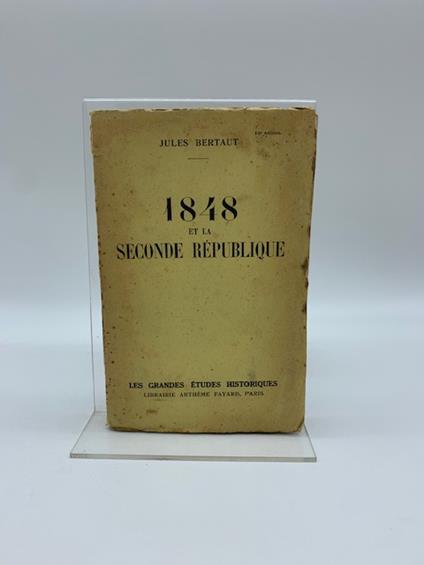 JULES BERTAUT
1848
ET LA
SECONDE RÉPUBLIQUE
LES GRANDES ÉTUDES HISTORIQUES
LIBRAIRIE ARTHÈME FAYARD, PARIS